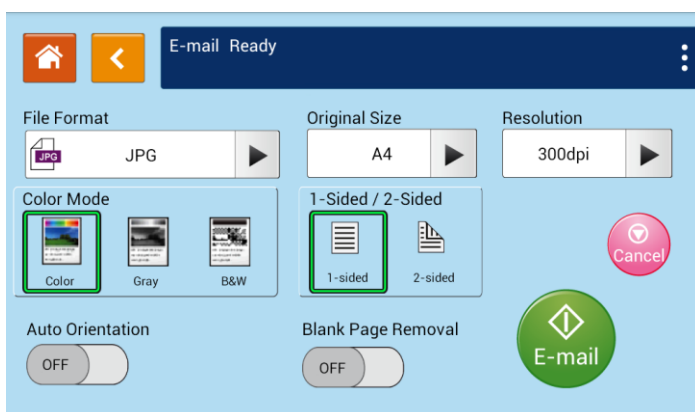 E-mail Ready
File Format
Original Size
Resolution
JPG
JPG
A4
300dpi
Color Mode
1-Sided / 2-Sided
Color
Gray
B&W
1-sided
2-sided
Cancel
Auto Orientation
Blank Page Removal
OFF
OFF
E-mail